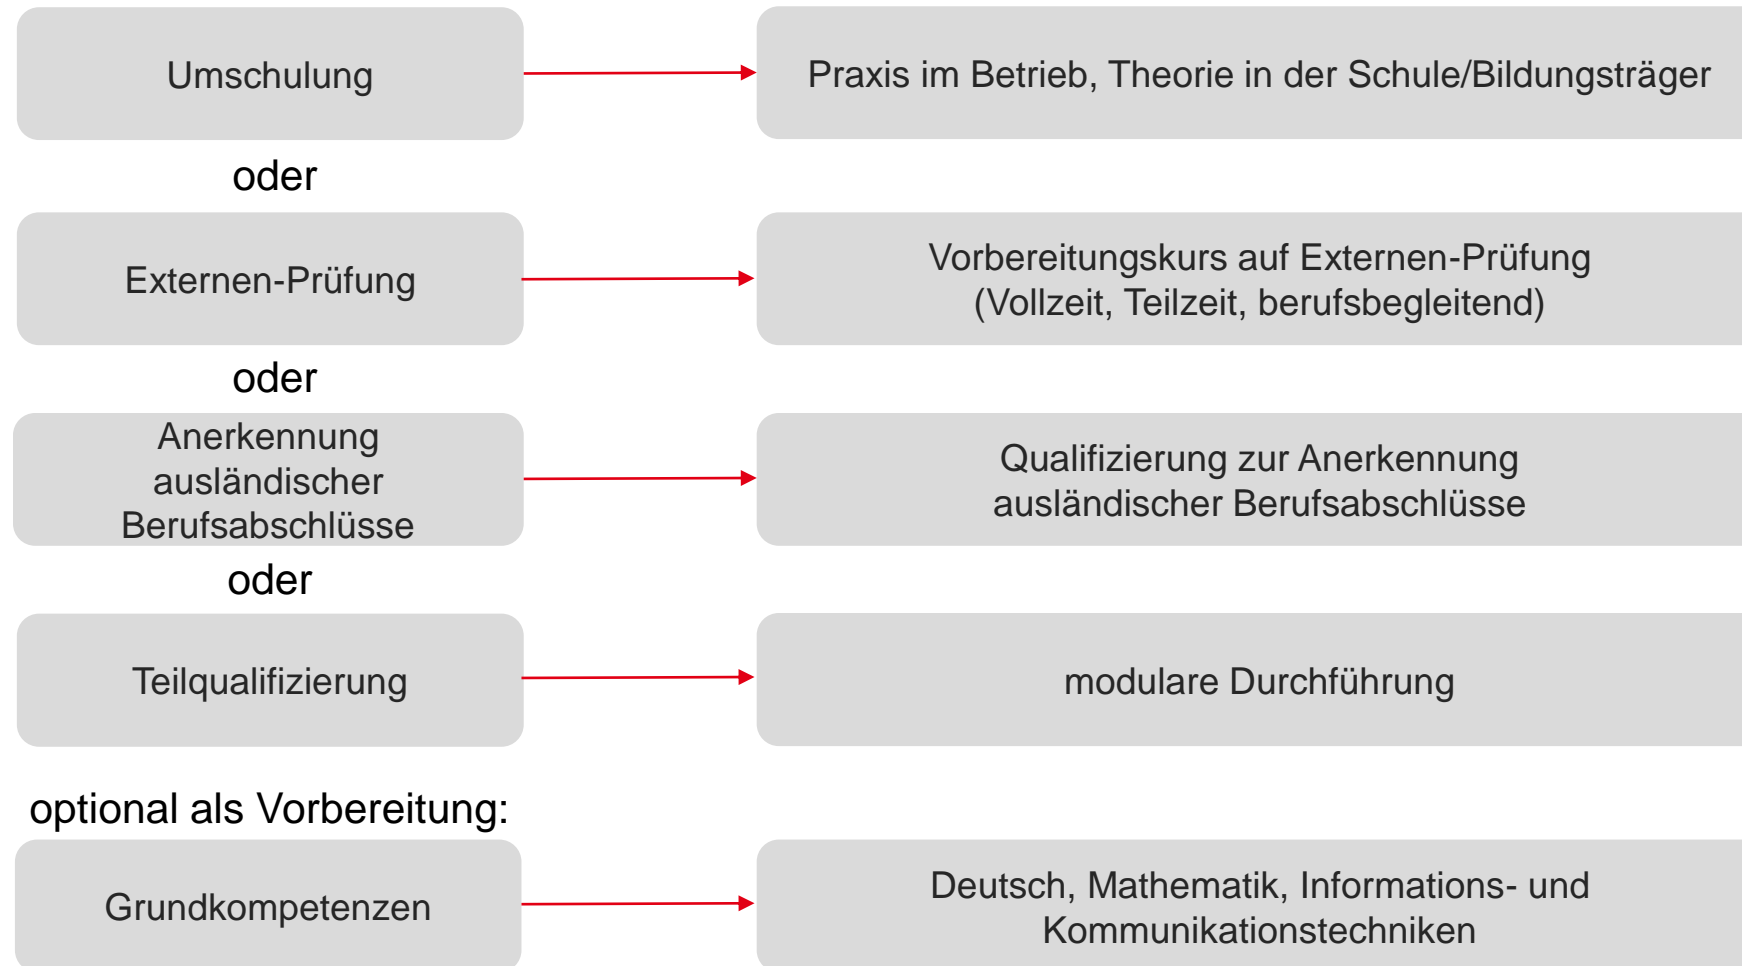 Umschulung
Praxis im Betrieb, Theorie in der Schule/Bildungsträger
oder
Externen-Prüfung
Vorbereitungskurs auf Externen-Prüfung
(Vollzeit, Teilzeit, berufsbegleitend)
oder
Anerkennung
ausländischer
Berufsabschlüsse
Qualifizierung zur Anerkennung
ausländischer Berufsabschlüsse
oder
Teilqualifizierung
modulare Durchführung
optional als Vorbereitung:
Grundkompetenzen
Deutsch, Mathematik, Informations- und
Kommunikationstechniken